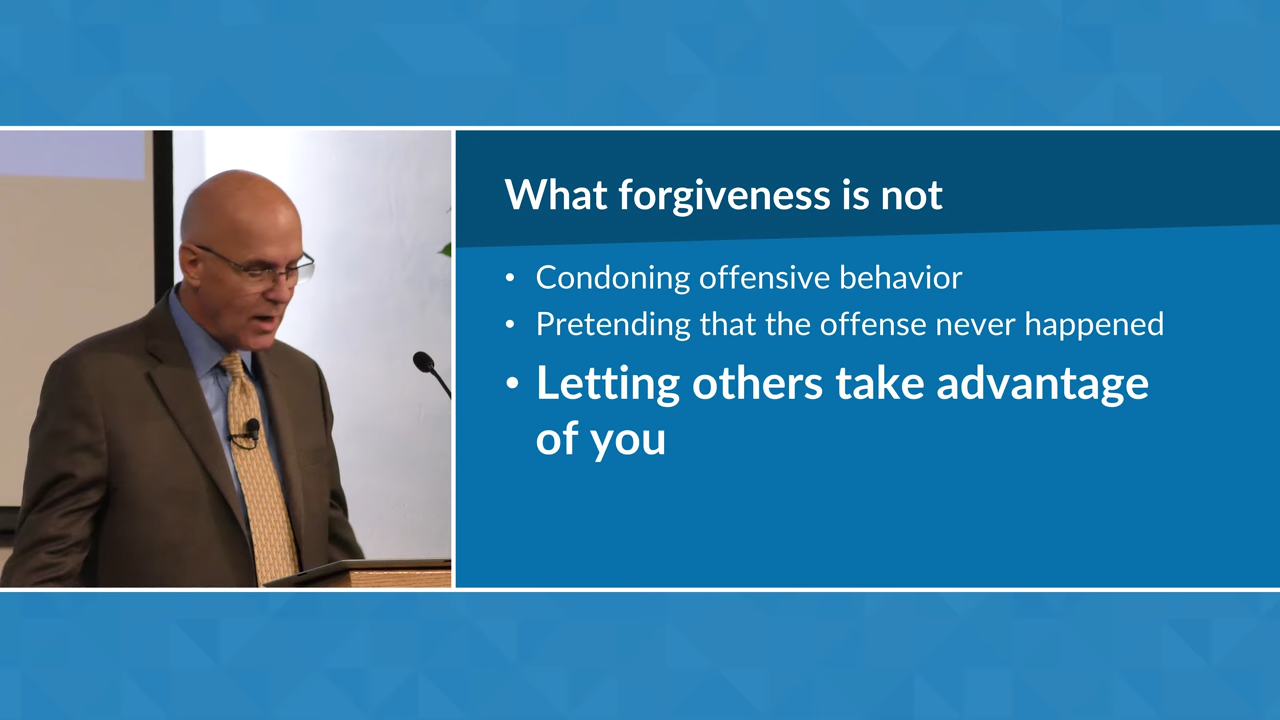 What forgiveness is not
• Condoning offensive behavior
• Pretending that the offense never happened
• Letting others take advantage
of you